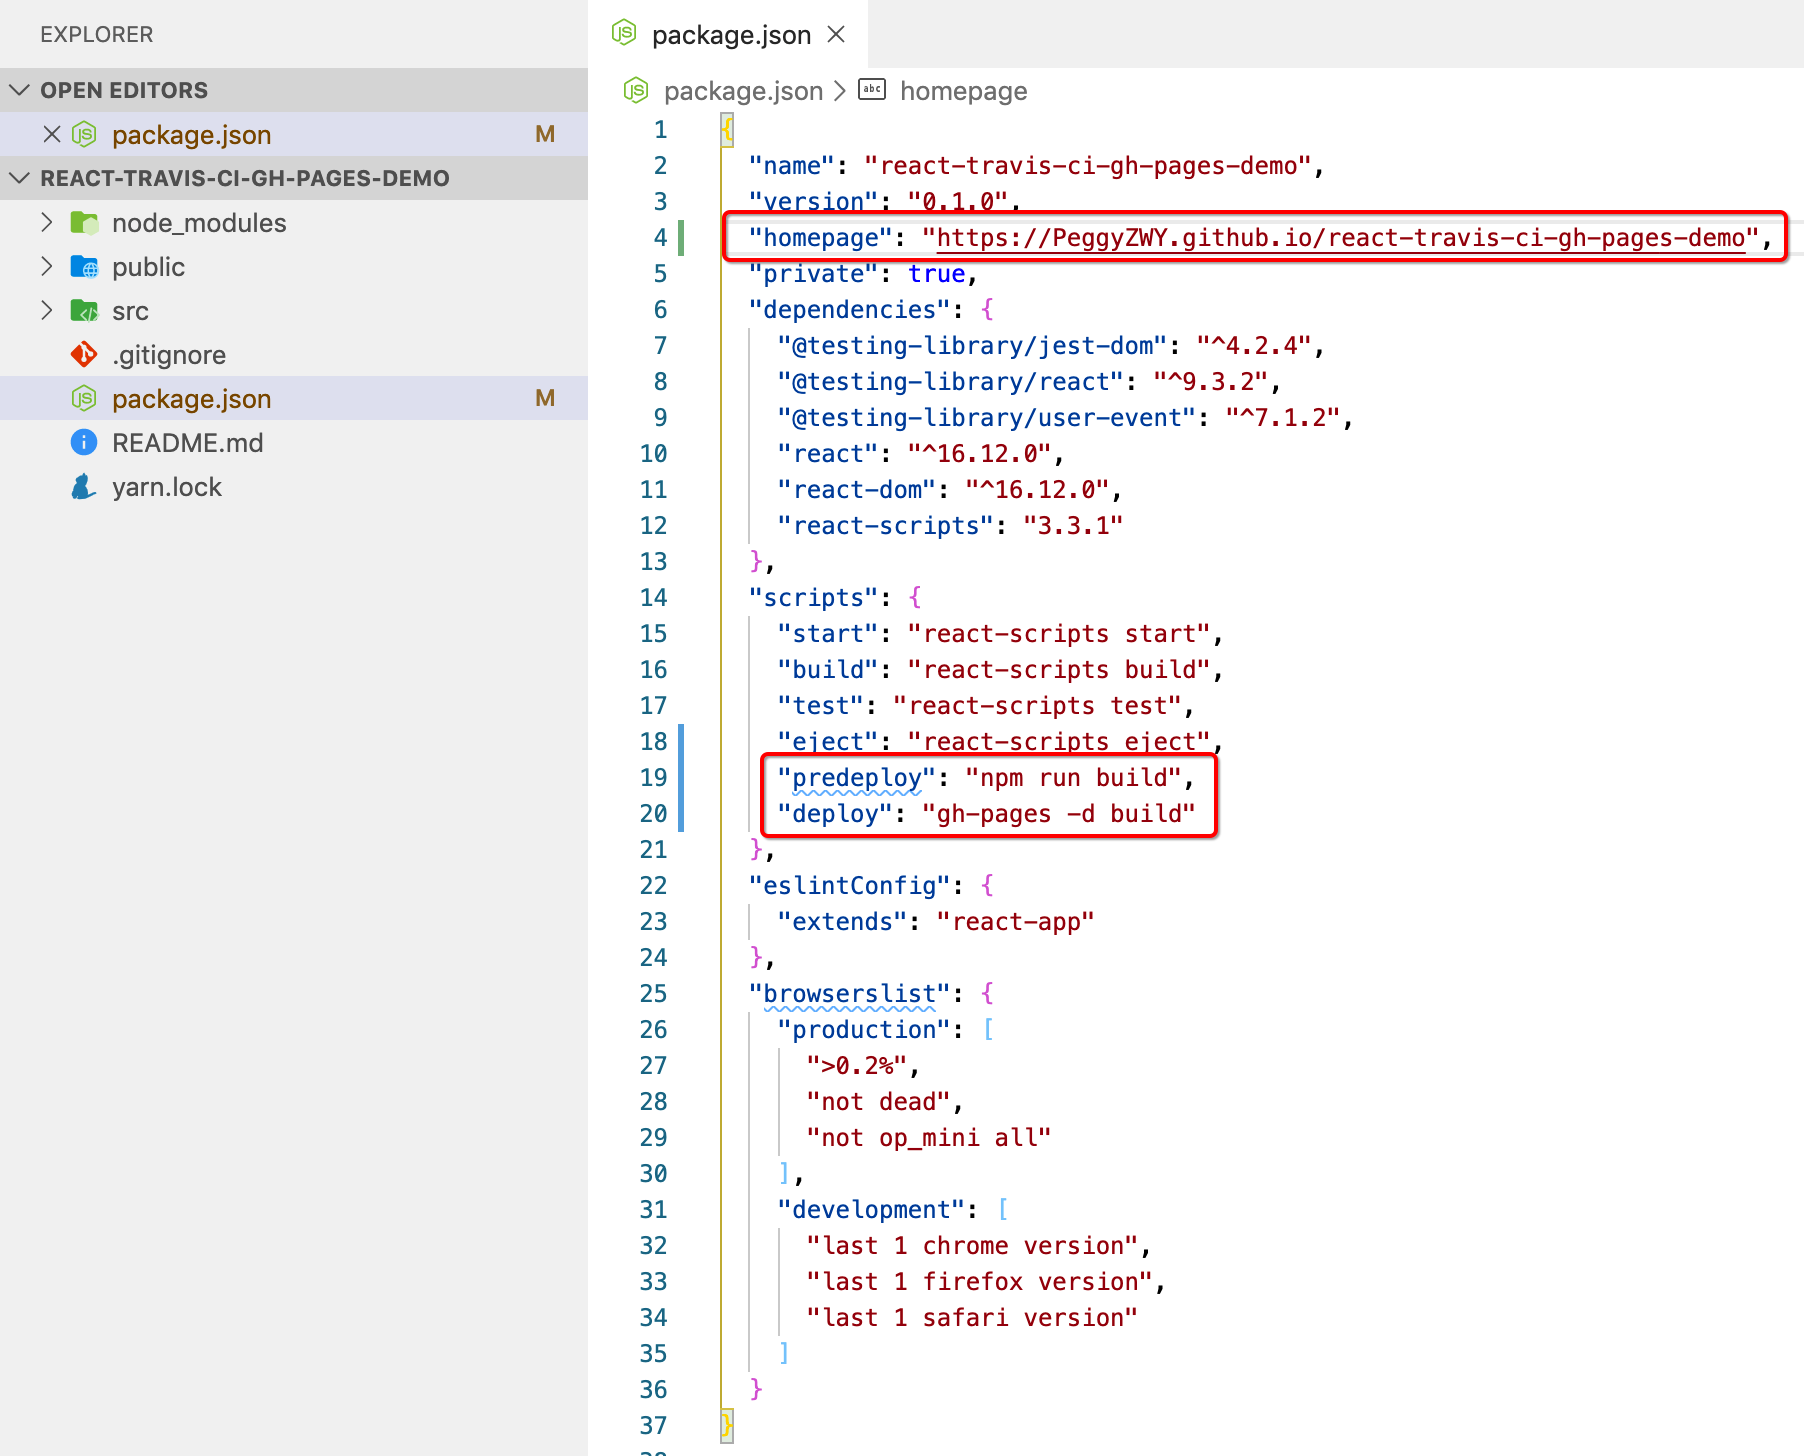 EXPLORER
OPEN EDITORS
package.json M
REACT-TRAVIS-CI-GH-PAGES-DEMO
node_modules
public
src
.gitignore
package.json M
README.md
yarn.lock
package.json
package.json > homepage
1 {
2 "name": "react-travis-ci-gh-pages-demo",
3 "version": "0.1.0",
4 "homepage": "https://PeggyZWY.github.io/react-travis-ci-gh-pages-demo",
5 "private": true,
6 "dependencies": {
7 "@testing-library/jest-dom": "^4.2.4",
8 "@testing-library/react": "^9.3.2",
9 "@testing-library/user-event": "^7.1.2",
10 "react": "^16.12.0",
11 "react-dom": "^16.12.0",
12 "react-scripts": "3.3.1"
13 },
14 "scripts": {
15 "start": "react-scripts start",
16 "build": "react-scripts build",
17 "test": "react-scripts test",
18 "eject": "react-scripts eject",
19 "predeploy": "npm run build",
20 "deploy": "gh-pages -d build"
21 },
22 "eslintConfig": {
23 "extends": "react-app"
24 },
25 "browserslist": {
26 "production": [
27 ">0.2%",
28 "not dead",
29 "not op_mini all"
30 ],
31 "development": [
32 "last 1 chrome version",
33 "last 1 firefox version",
34 "last 1 safari version"
35 ]
36 }
37 }